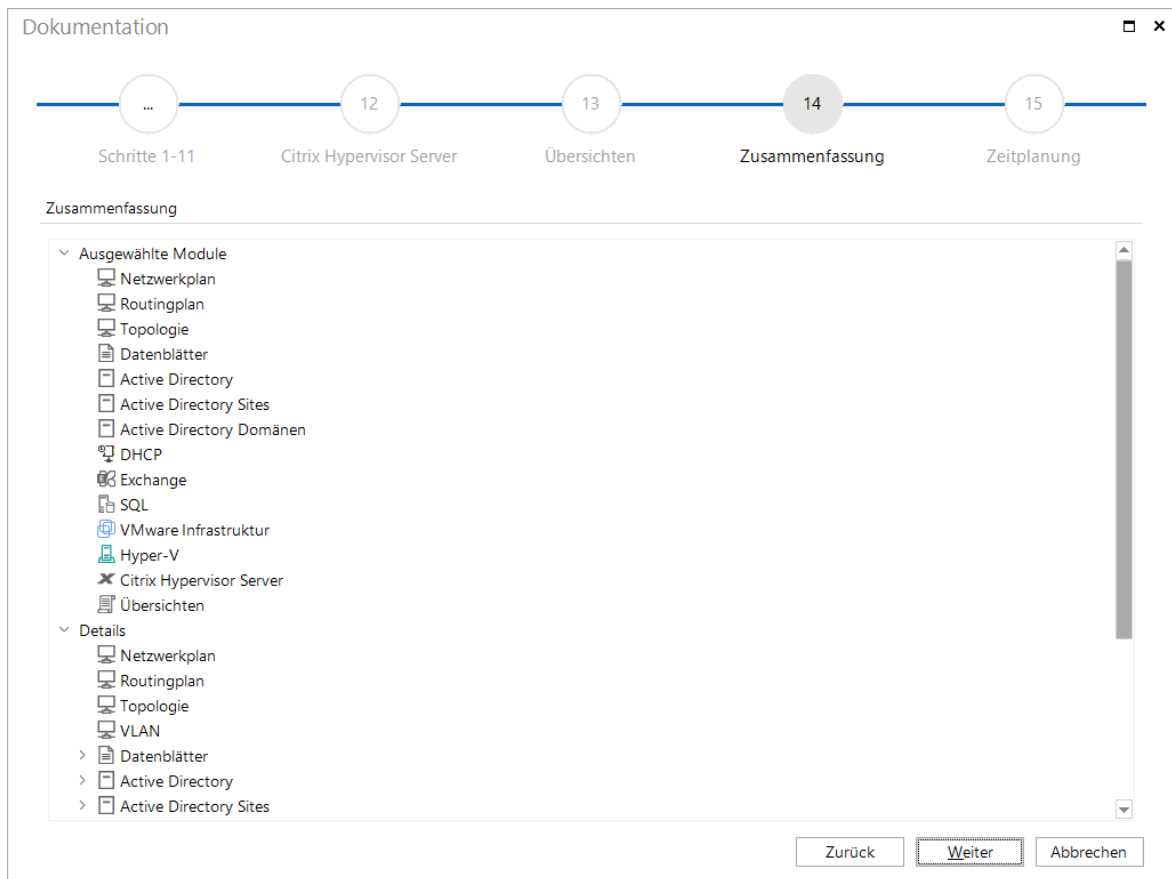 Dokumentation
... 12 13 14 15
Schritte 1-11 Citrix Hypervisor Server Übersichten Zusammenfassung Zeitplanung
Zusammenfassung
Ausgewählte Module
Netzwerkplan
Routingplan
Topologie
Datenblätter
Active Directory
Active Directory Sites
Active Directory Domänen
DHCP
Exchange
SQL
VMware Infrastruktur
Hyper-V
Citrix Hypervisor Server
Übersichten
Details
Netzwerkplan
Routingplan
Topologie
VLAN
Datenblätter
Active Directory
Active Directory Sites
Zurück Weiter Abbrechen